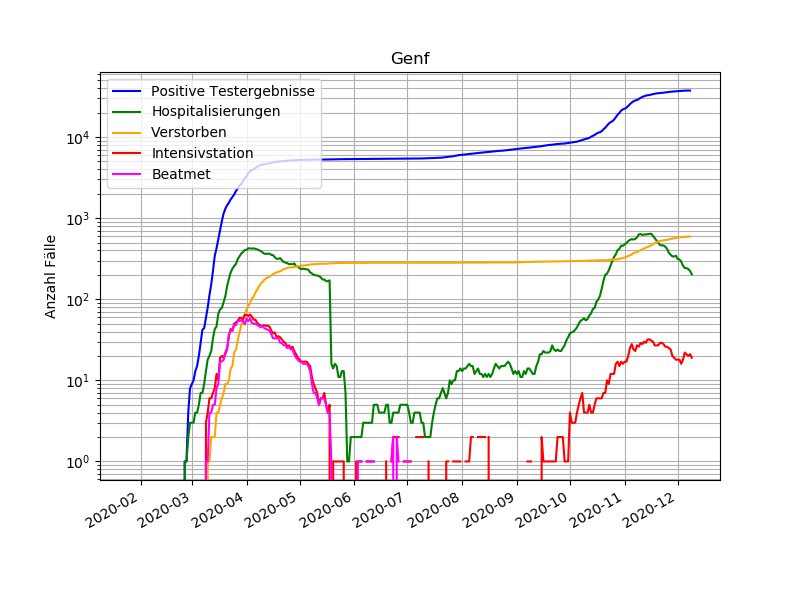 Genf
Positive Testergebnisse
Hospitalisierungen
Verstorben
Intensivstation
Beatmet
Anzahl Fälle
10^4
10^3
10^2
10^1
10^0
2020-02
2020-03
2020-04
2020-05
2020-06
2020-07
2020-08
2020-09
2020-10
2020-11
2020-12